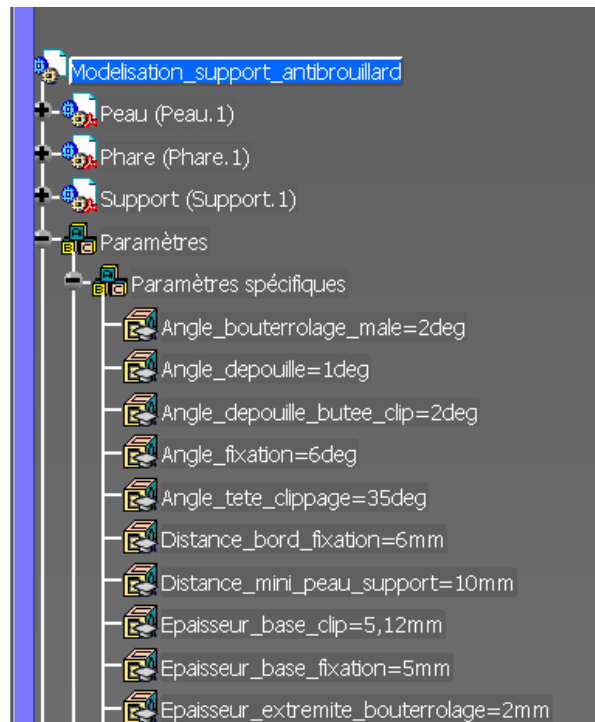 Modelisation_support_antibrouillard
Peau (Peau.1)
Phare (Phare.1)
Support (Support.1)
Paramètres
Paramètres spécifiques
Angle_bouterrolage_male=2deg
Angle_depouille=1deg
Angle_depouille_butee_clip=2deg
Angle_fixation=6deg
Angle_tete_clippage=35deg
Distance_bord_fixation=6mm
Distance_mini_peau_support=10mm
Epaisseur_base_clip=5,12mm
Epaisseur_base_fixation=5mm
Epaisseur_extremite_bouterrolage=2mm